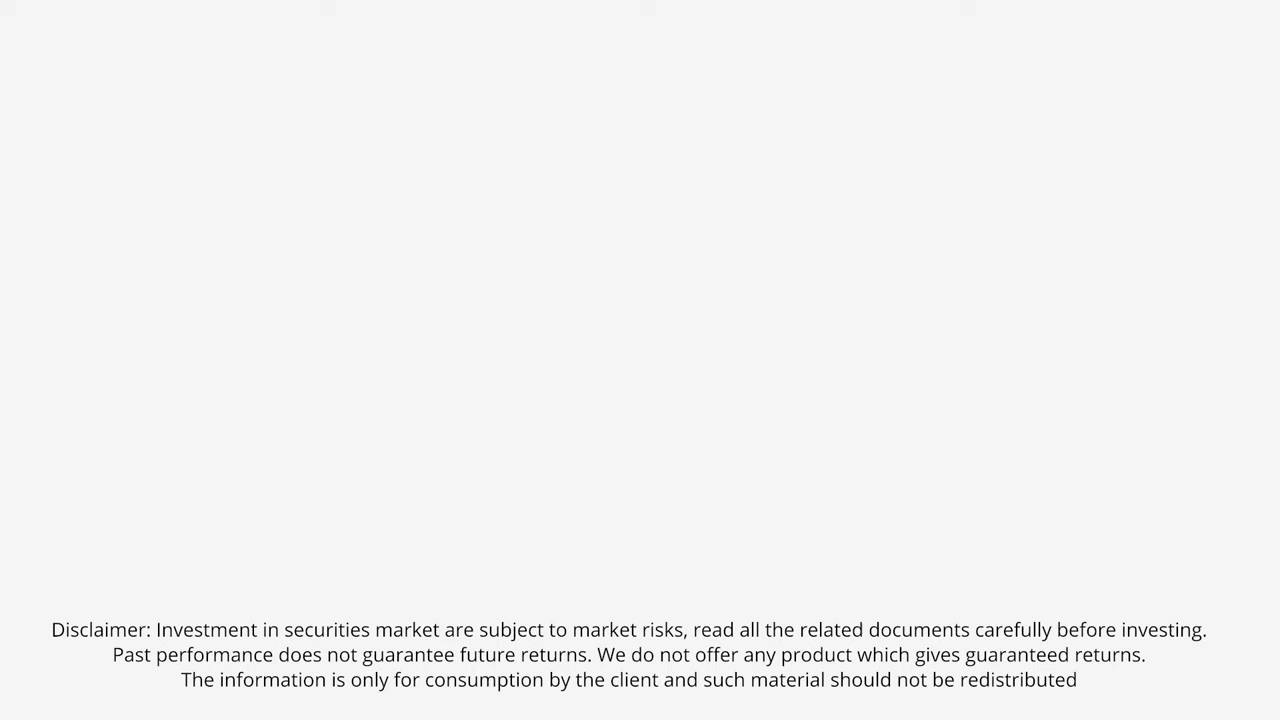 Disclaimer: Investment in securities market are subject to market risks, read all the related documents carefully before investing.
Past performance does not guarantee future returns. We do not offer any product which gives guaranteed returns.
The information is only for consumption by the client and such material should not be redistributed